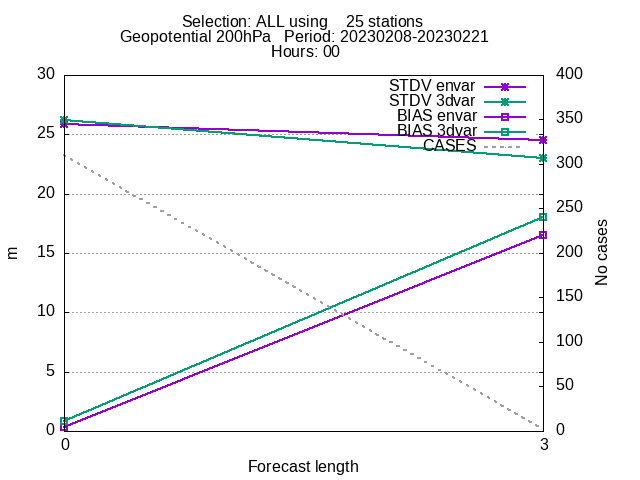 Selection: ALL using    25 stations
Geopotential 200hPa   Period: 20230208-20230221
Hours: 00
30
25
20
15
10
5
0
m
STDV envar
STDV 3dvar
BIAS envar
BIAS 3dvar
CASES
400
350
300
250
200
150
100
50
0
No cases
0
3
Forecast length